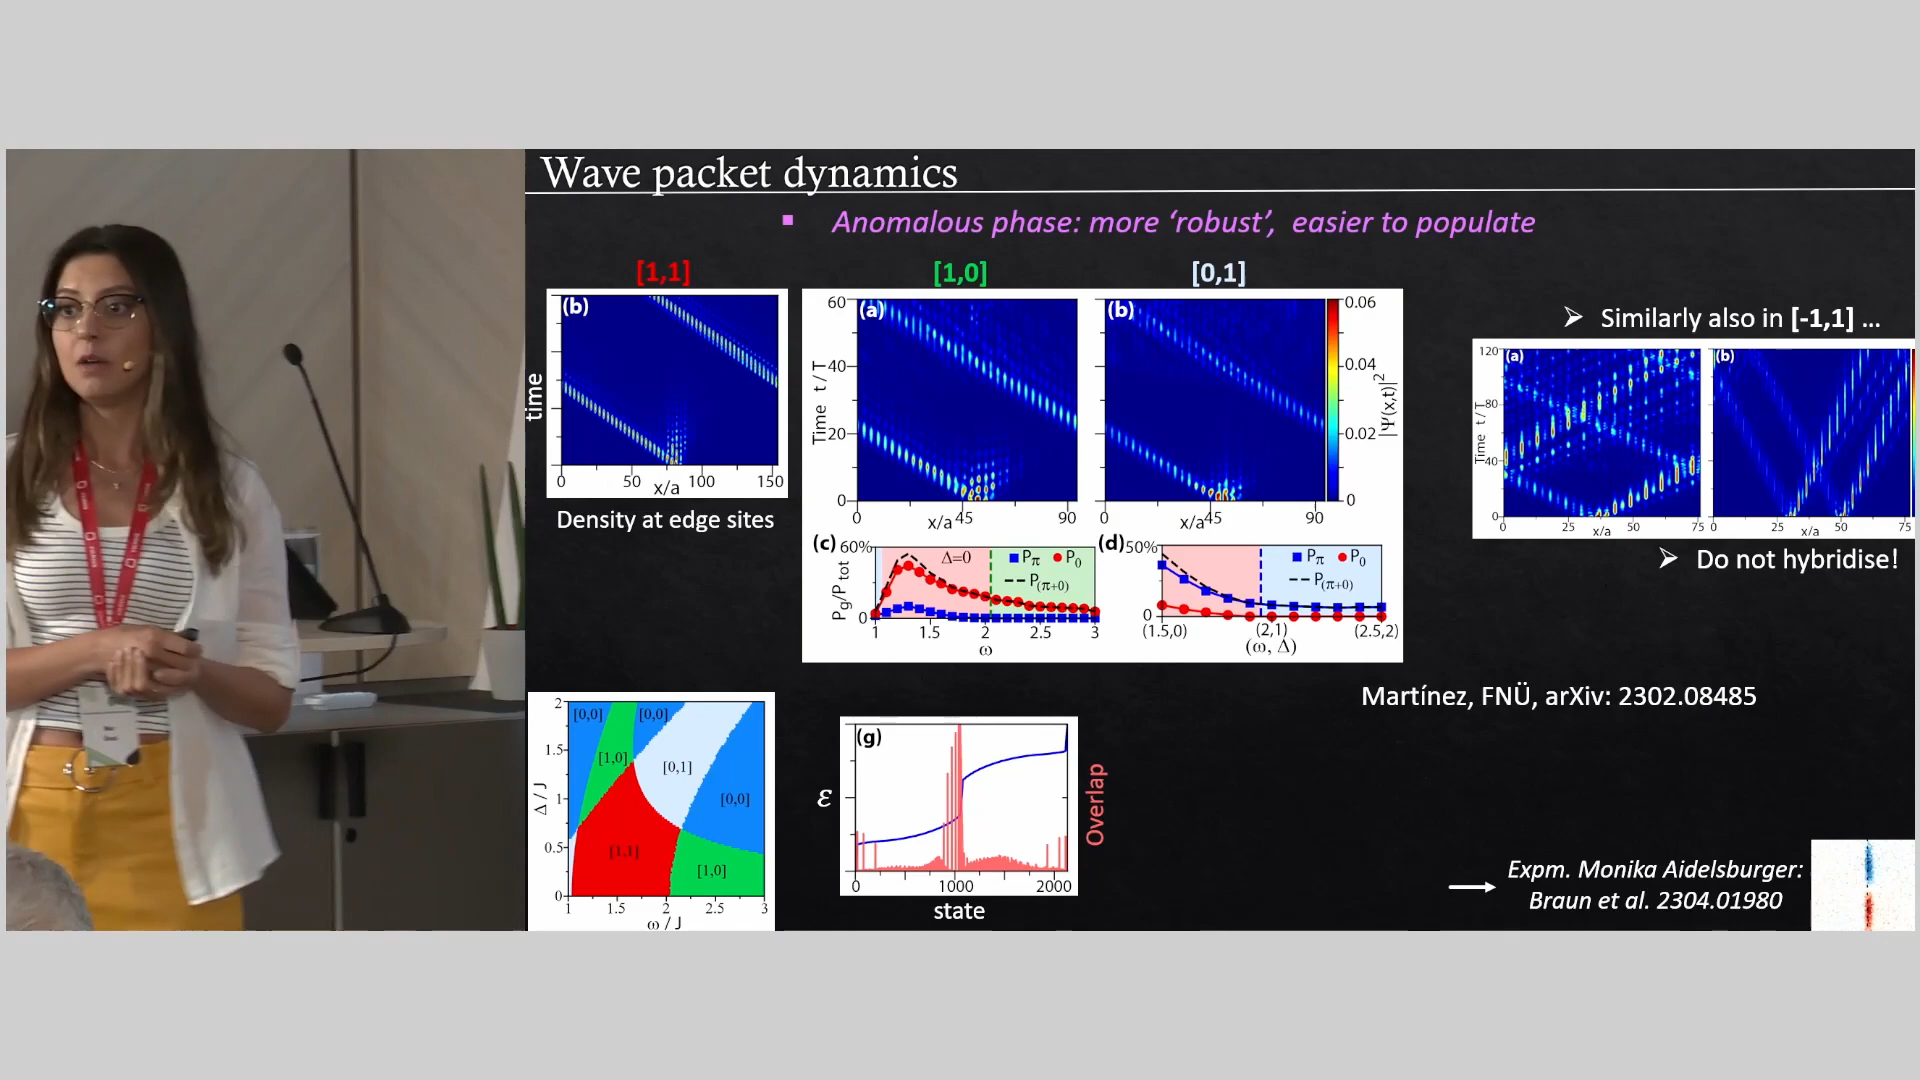 Wave packet dynamics
▪ Anomalous phase: more ‘robust’, easier to populate
[1,1]
[1,0]
[0,1]
(b)
time
0 50 100 150
x/a
Density at edge sites
(a)
60
40
20
0
Time t/T
0 x/a 45 90
(b)
0 x/a 45 90
0.06
0.04
0.02
0
|Ψ(x,t)|²
(c)
60%
0
Pg/Ptot
Δ=0
Pπ P0
P(π+0)
1 1.5 2 2.5 3
ω
(d)
50%
0
Pπ P0
P(π+0)
(1.5,0) (2,1) (2.5,2)
(ω, Δ)
➢ Similarly also in [-1,1] ...
(a)
120
80
40
0
Time t/T
0 25 50 75
x/a
(b)
0 25 50 75
x/a
➢ Do not hybridise!
Martínez, FNÜ, arXiv: 2302.08485
2
1.5
1
0.5
0
Δ / J
[0,0] [0,0]
[1,0]
[0,1]
[0,0]
[1,1]
[1,0]
1 1.5 2 2.5 3
ω / J
(g)
ε
Overlap
0 1000 2000
state
Expm. Monika Aidelsburger:
Braun et al. 2304.01980